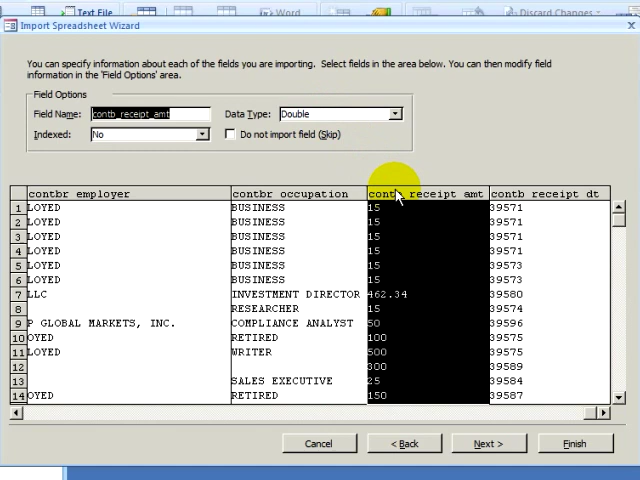 Text File
Word
Discard Changes
Import Spreadsheet Wizard
You can specify information about each of the fields you are importing. Select fields in the area below. You can then modify field
information in the 'Field Options' area.
Field Options
Field Name: contb_receipt_amt Data Type: Double
Indexed: No Do not import field (Skip)
contbr employer contbr occupation contb receipt amt contb receipt dt
1 LOYED BUSINESS 15 39571
2 LOYED BUSINESS 15 39571
3 LOYED BUSINESS 15 39571
4 LOYED BUSINESS 15 39571
5 LOYED BUSINESS 15 39573
6 LOYED BUSINESS 15 39573
7 LLC INVESTMENT DIRECTOR 462.34 39580
8 RESEARCHER 15 39574
9 P GLOBAL MARKETS, INC. COMPLIANCE ANALYST 50 39596
10 OYED RETIRED 100 39575
11 LOYED WRITER 500 39575
12 300 39589
13 SALES EXECUTIVE 25 39584
14 OYED RETIRED 150 39587
Cancel < Back Next > Finish